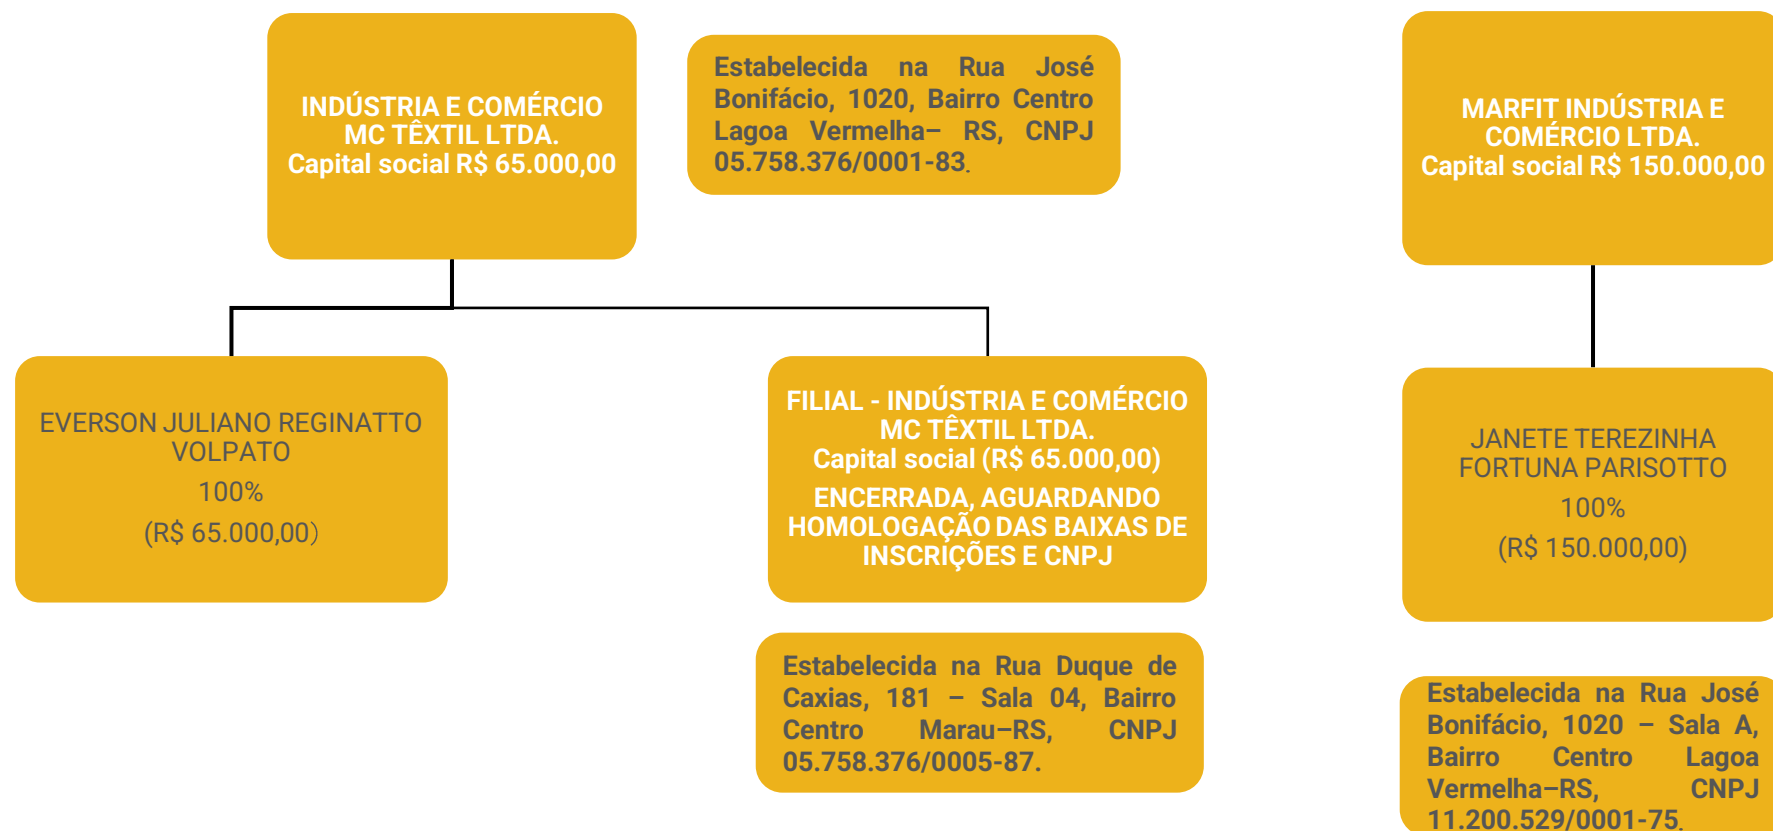 INDÚSTRIA E COMÉRCIO
MC TÊXTIL LTDA.
Capital social R$ 65.000,00
Estabelecida na Rua José
Bonifácio, 1020, Bairro Centro
Lagoa Vermelha– RS, CNPJ
05.758.376/0001-83.
MARFIT INDÚSTRIA E
COMÉRCIO LTDA.
Capital social R$ 150.000,00
EVERSON JULIANO REGINATTO
VOLPATO
100%
(R$ 65.000,00)
FILIAL - INDÚSTRIA E COMÉRCIO
MC TÊXTIL LTDA.
Capital social (R$ 65.000,00)
ENCERRADA, AGUARDANDO
HOMOLOGAÇÃO DAS BAIXAS DE
INSCRIÇÕES E CNPJ
JANETE TEREZINHA
FORTUNA PARISOTTO
100%
(R$ 150.000,00)
Estabelecida na Rua Duque de
Caxias, 181 – Sala 04, Bairro
Centro Marau–RS, CNPJ
05.758.376/0005-87.
Estabelecida na Rua José
Bonifácio, 1020 – Sala A,
Bairro Centro Lagoa
Vermelha–RS, CNPJ
11.200.529/0001-75.